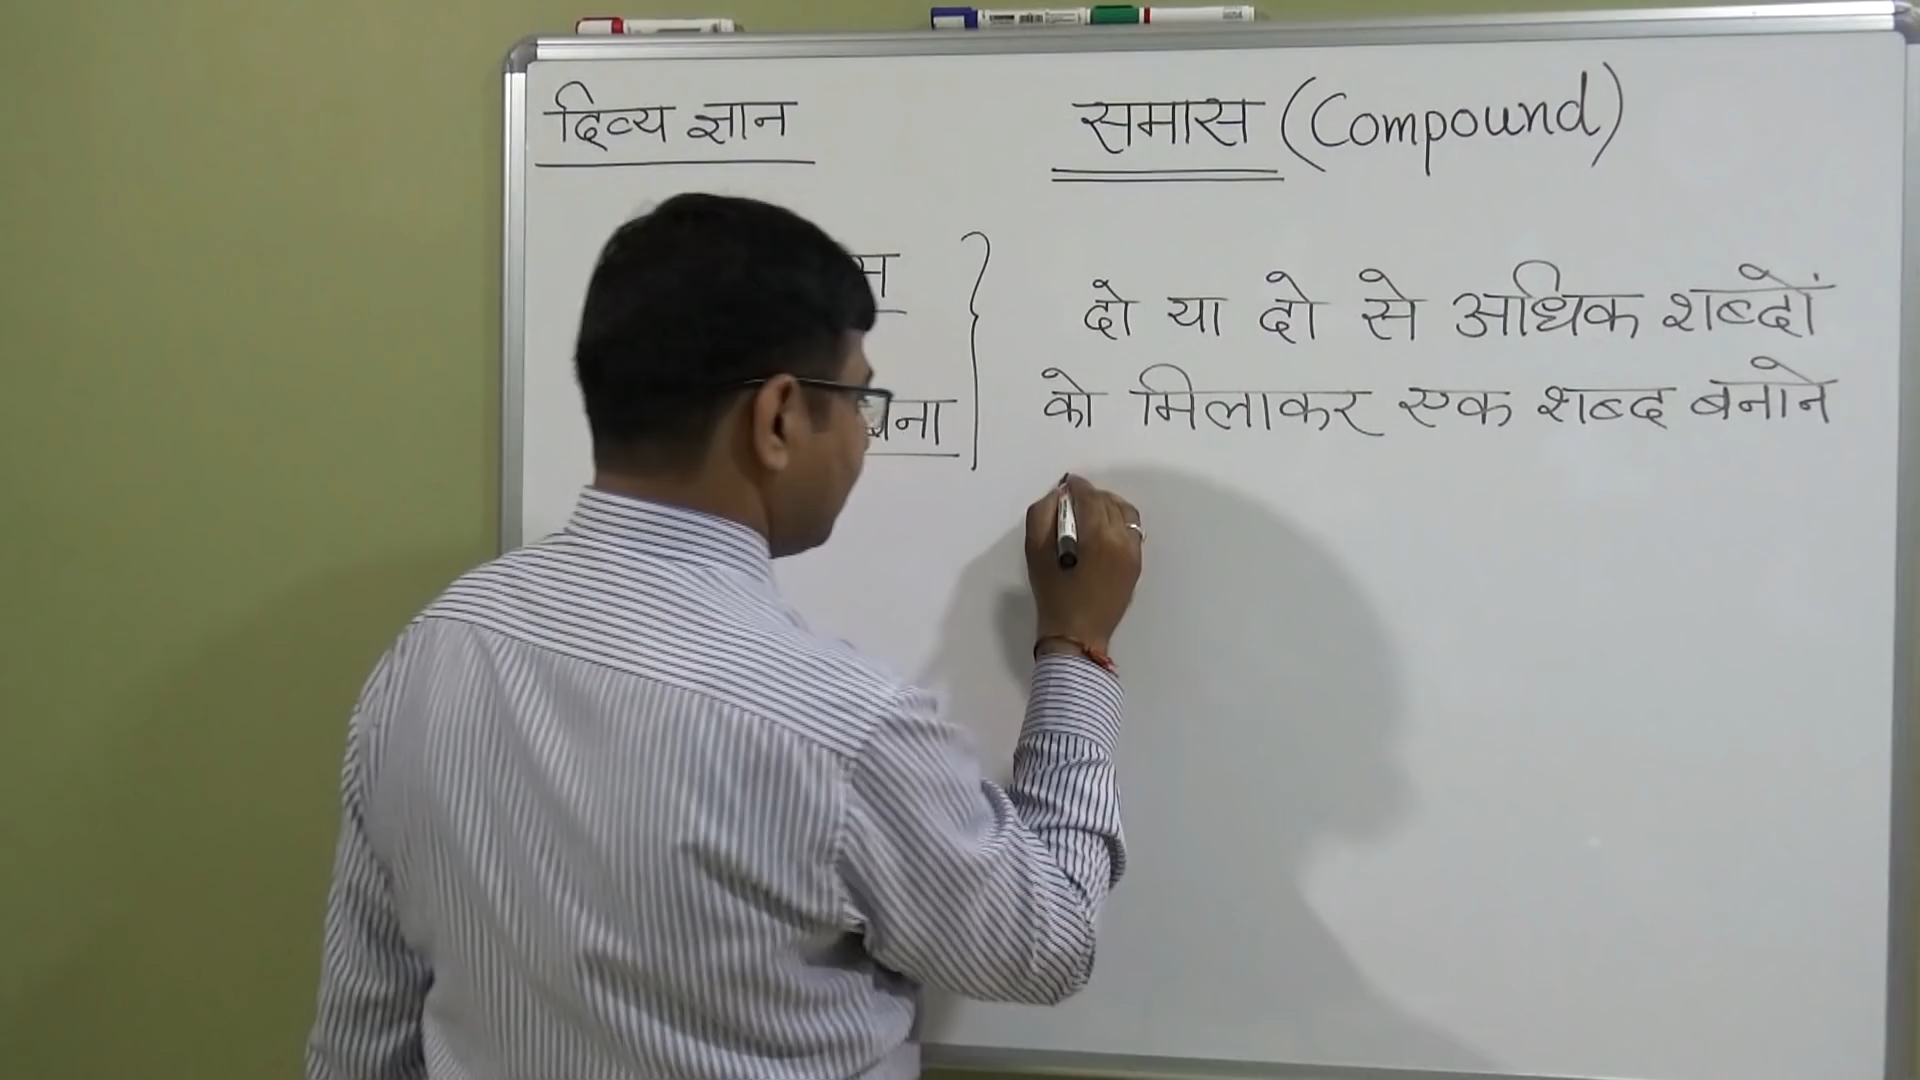 दिव्य ज्ञान
समास (Compound)
दो या दो से अधिक शब्दों
को मिलाकर एक शब्द बनाने